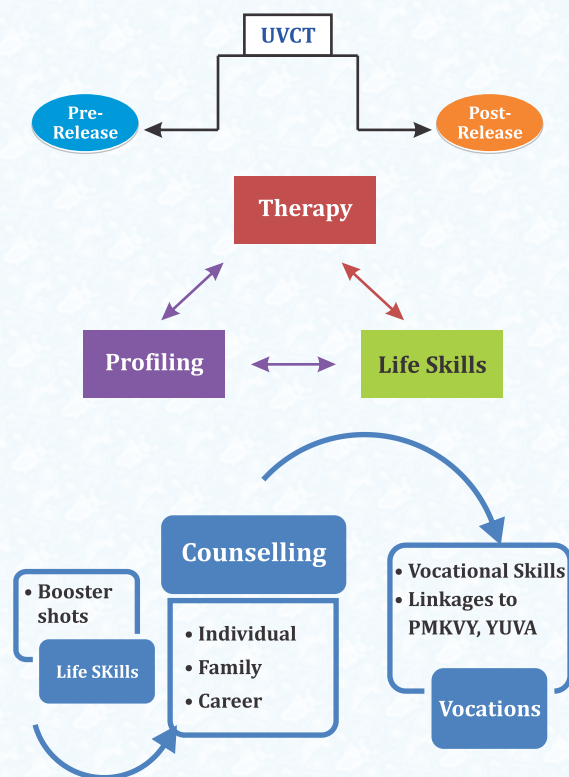 UVCT
Pre-
Release
Post-
Release
Therapy
Profiling
Life Skills
Counselling
• Individual
• Family
• Career
• Booster
shots
Life SKills
• Vocational Skills
• Linkages to
PMKVY, YUVA
Vocations